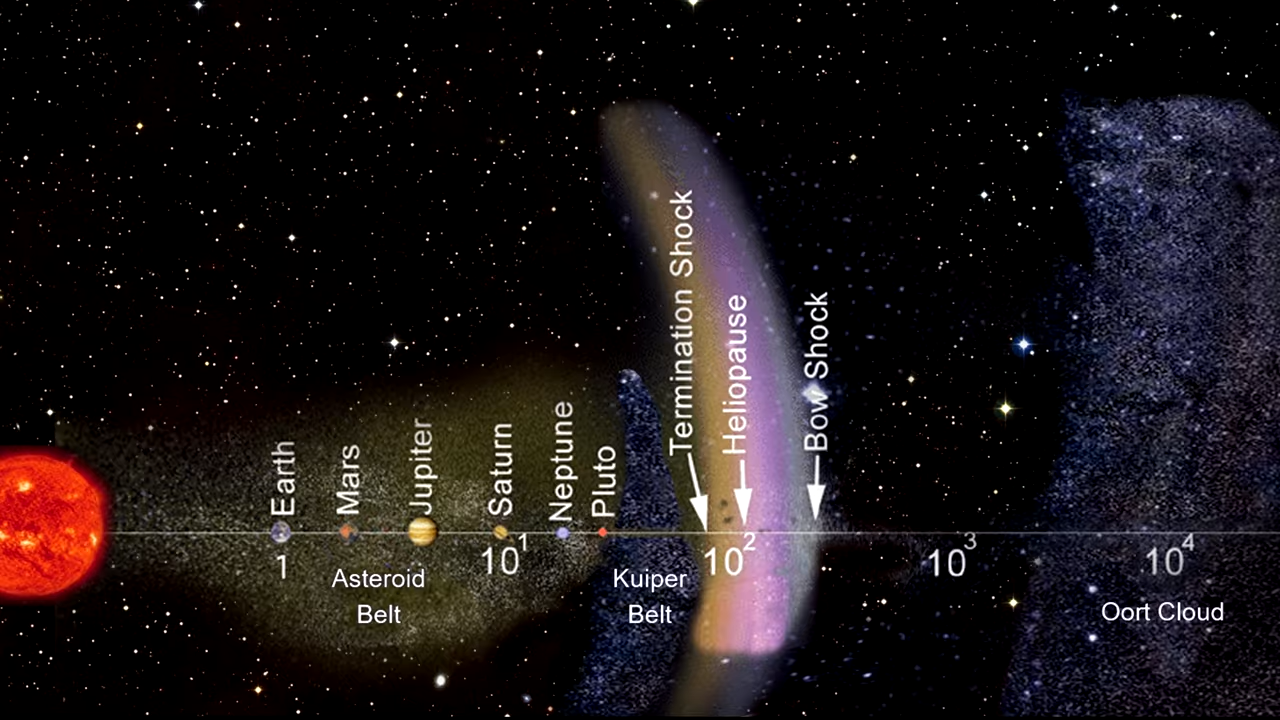 Earth
Mars
Jupiter
Saturn
Neptune
Pluto
Termination Shock
Heliopause
Bow Shock
1
10¹
10²
10³
10⁴
Asteroid
Belt
Kuiper
Belt
Oort Cloud